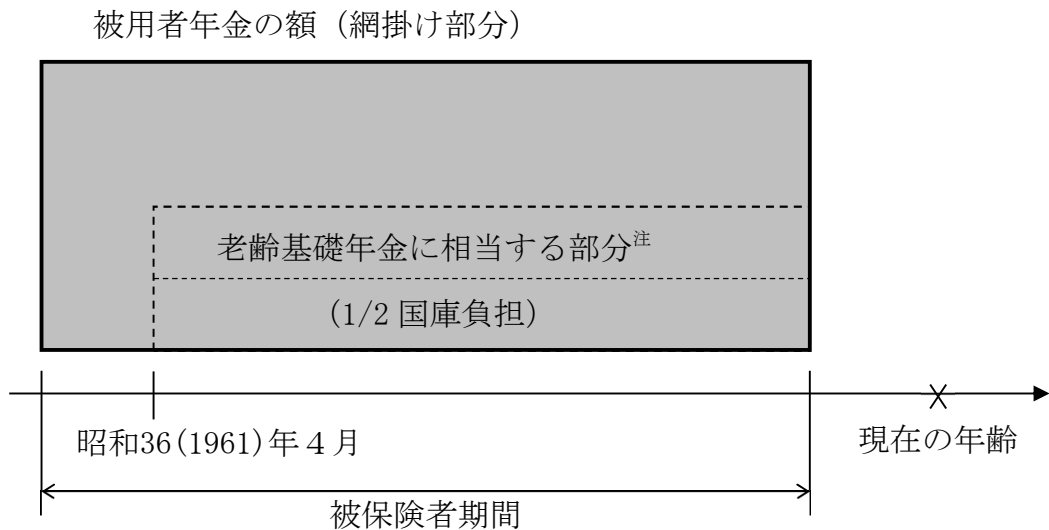 被用者年金の額（網掛け部分）
老齢基礎年金に相当する部分注
(1/2 国庫負担)
昭和36(1961)年４月
現在の年齢
被保険者期間